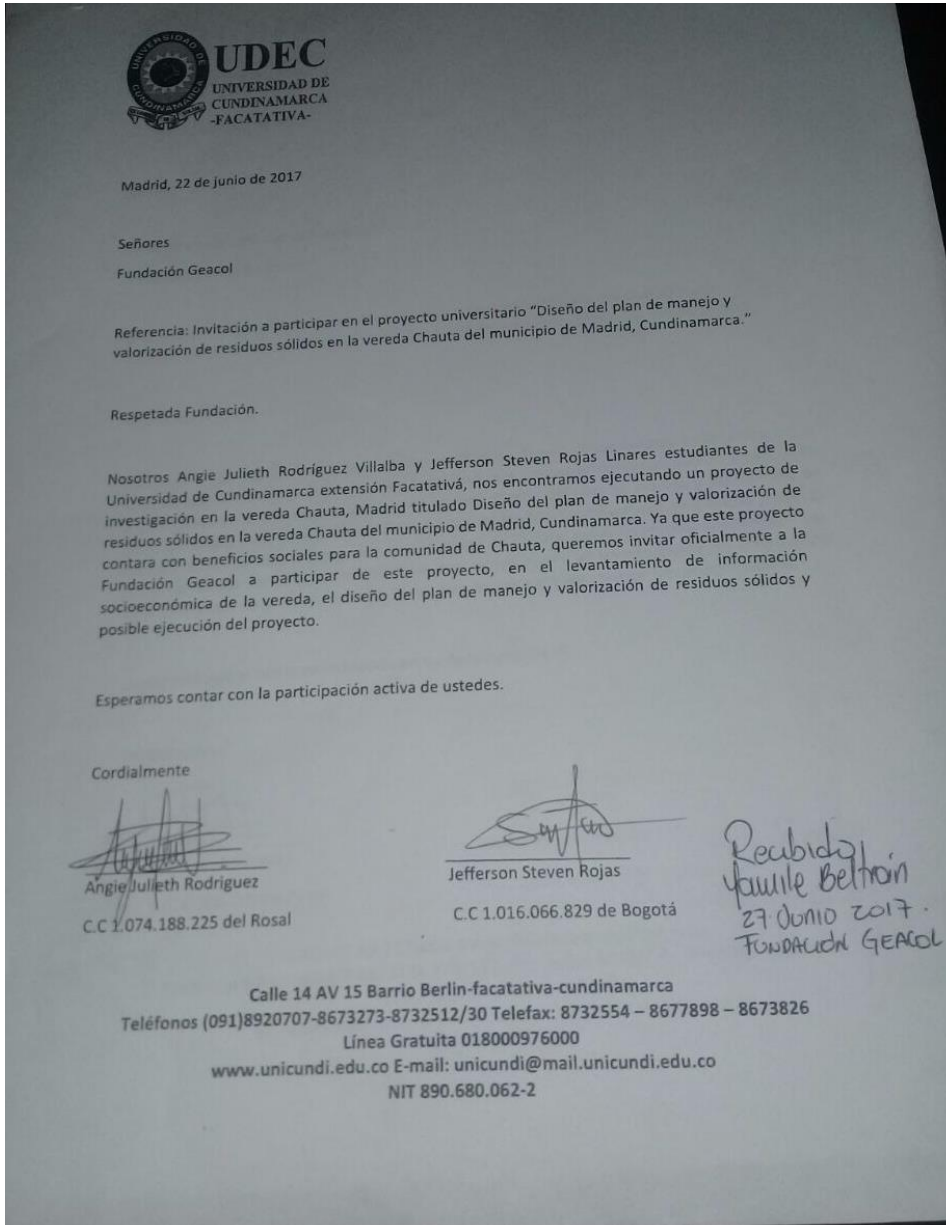 UNIVERSIDAD DE
CUNDINAMARCA
UDEC
UNIVERSIDAD DE
CUNDINAMARCA
-FACATATIVA-
Madrid, 22 de junio de 2017
Señores
Fundación Geacol
Referencia: Invitación a participar en el proyecto universitario “Diseño del plan de manejo y
valorización de residuos sólidos en la vereda Chauta del municipio de Madrid, Cundinamarca.”
Respetada Fundación.
Nosotros Angie Julieth Rodríguez Villalba y Jefferson Steven Rojas Linares estudiantes de la
Universidad de Cundinamarca extensión Facatativá, nos encontramos ejecutando un proyecto de
investigación en la vereda Chauta, Madrid titulado Diseño del plan de manejo y valorización de
residuos sólidos en la vereda Chauta del municipio de Madrid, Cundinamarca. Ya que este proyecto
contara con beneficios sociales para la comunidad de Chauta, queremos invitar oficialmente a la
Fundación Geacol a participar de este proyecto, en el levantamiento de información
socioeconómica de la vereda, el diseño del plan de manejo y valorización de residuos sólidos y
posible ejecución del proyecto.
Esperamos contar con la participación activa de ustedes.
Cordialmente
Angie Julieth Rodriguez
C.C 1.074.188.225 del Rosal
Jefferson Steven Rojas
C.C 1.016.066.829 de Bogotá
Recibido
Yamile Beltrán
27 Junio 2017.
FUNDACIÓN GEACOL
Calle 14 AV 15 Barrio Berlin-facatativa-cundinamarca
Teléfonos (091)8920707-8673273-8732512/30 Telefax: 8732554 – 8677898 – 8673826
Línea Gratuita 018000976000
www.unicundi.edu.co E-mail: unicundi@mail.unicundi.edu.co
NIT 890.680.062-2